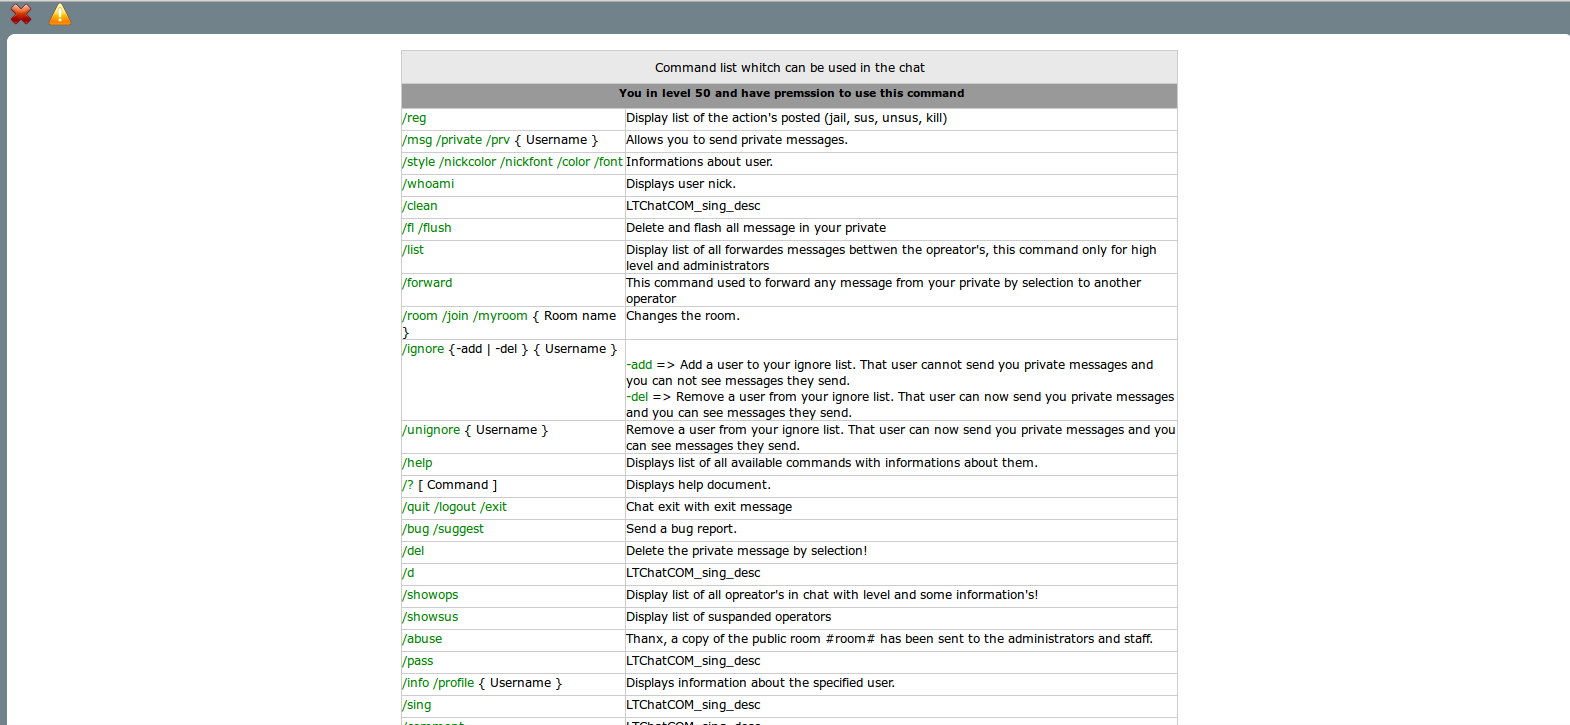 Command list whitch can be used in the chat
You in level 50 and have premssion to use this command
/reg Display list of the action's posted (jail, sus, unsus, kill)
/msg /private /prv { Username } Allows you to send private messages.
/style /nickcolor /nickfont /color /font Informations about user.
/whoami Displays user nick.
/clean LTChatCOM_sing_desc
/fl /flush Delete and flash all message in your private
/list Display list of all forwardes messages bettwen the opreator's, this command only for high
level and administrators
/forward This command used to forward any message from your private by selection to another
operator
/room /join /myroom { Room name Changes the room.
}
/ignore {-add | -del } { Username }
-add => Add a user to your ignore list. That user cannot send you private messages and
you can not see messages they send.
-del => Remove a user from your ignore list. That user can now send you private messages
and you can see messages they send.
/unignore { Username } Remove a user from your ignore list. That user can now send you private messages and you
can see messages they send.
/help Displays list of all available commands with informations about them.
/? [ Command ] Displays help document.
/quit /logout /exit Chat exit with exit message
/bug /suggest Send a bug report.
/del Delete the private message by selection!
/d LTChatCOM_sing_desc
/showops Display list of all opreator's in chat with level and some information's!
/showsus Display list of suspanded operators
/abuse Thanx, a copy of the public room #room# has been sent to the administrators and staff.
/pass LTChatCOM_sing_desc
/info /profile { Username } Displays information about the specified user.
/sing LTChatCOM_sing_desc
/comment LTChatCOM_sing_desc